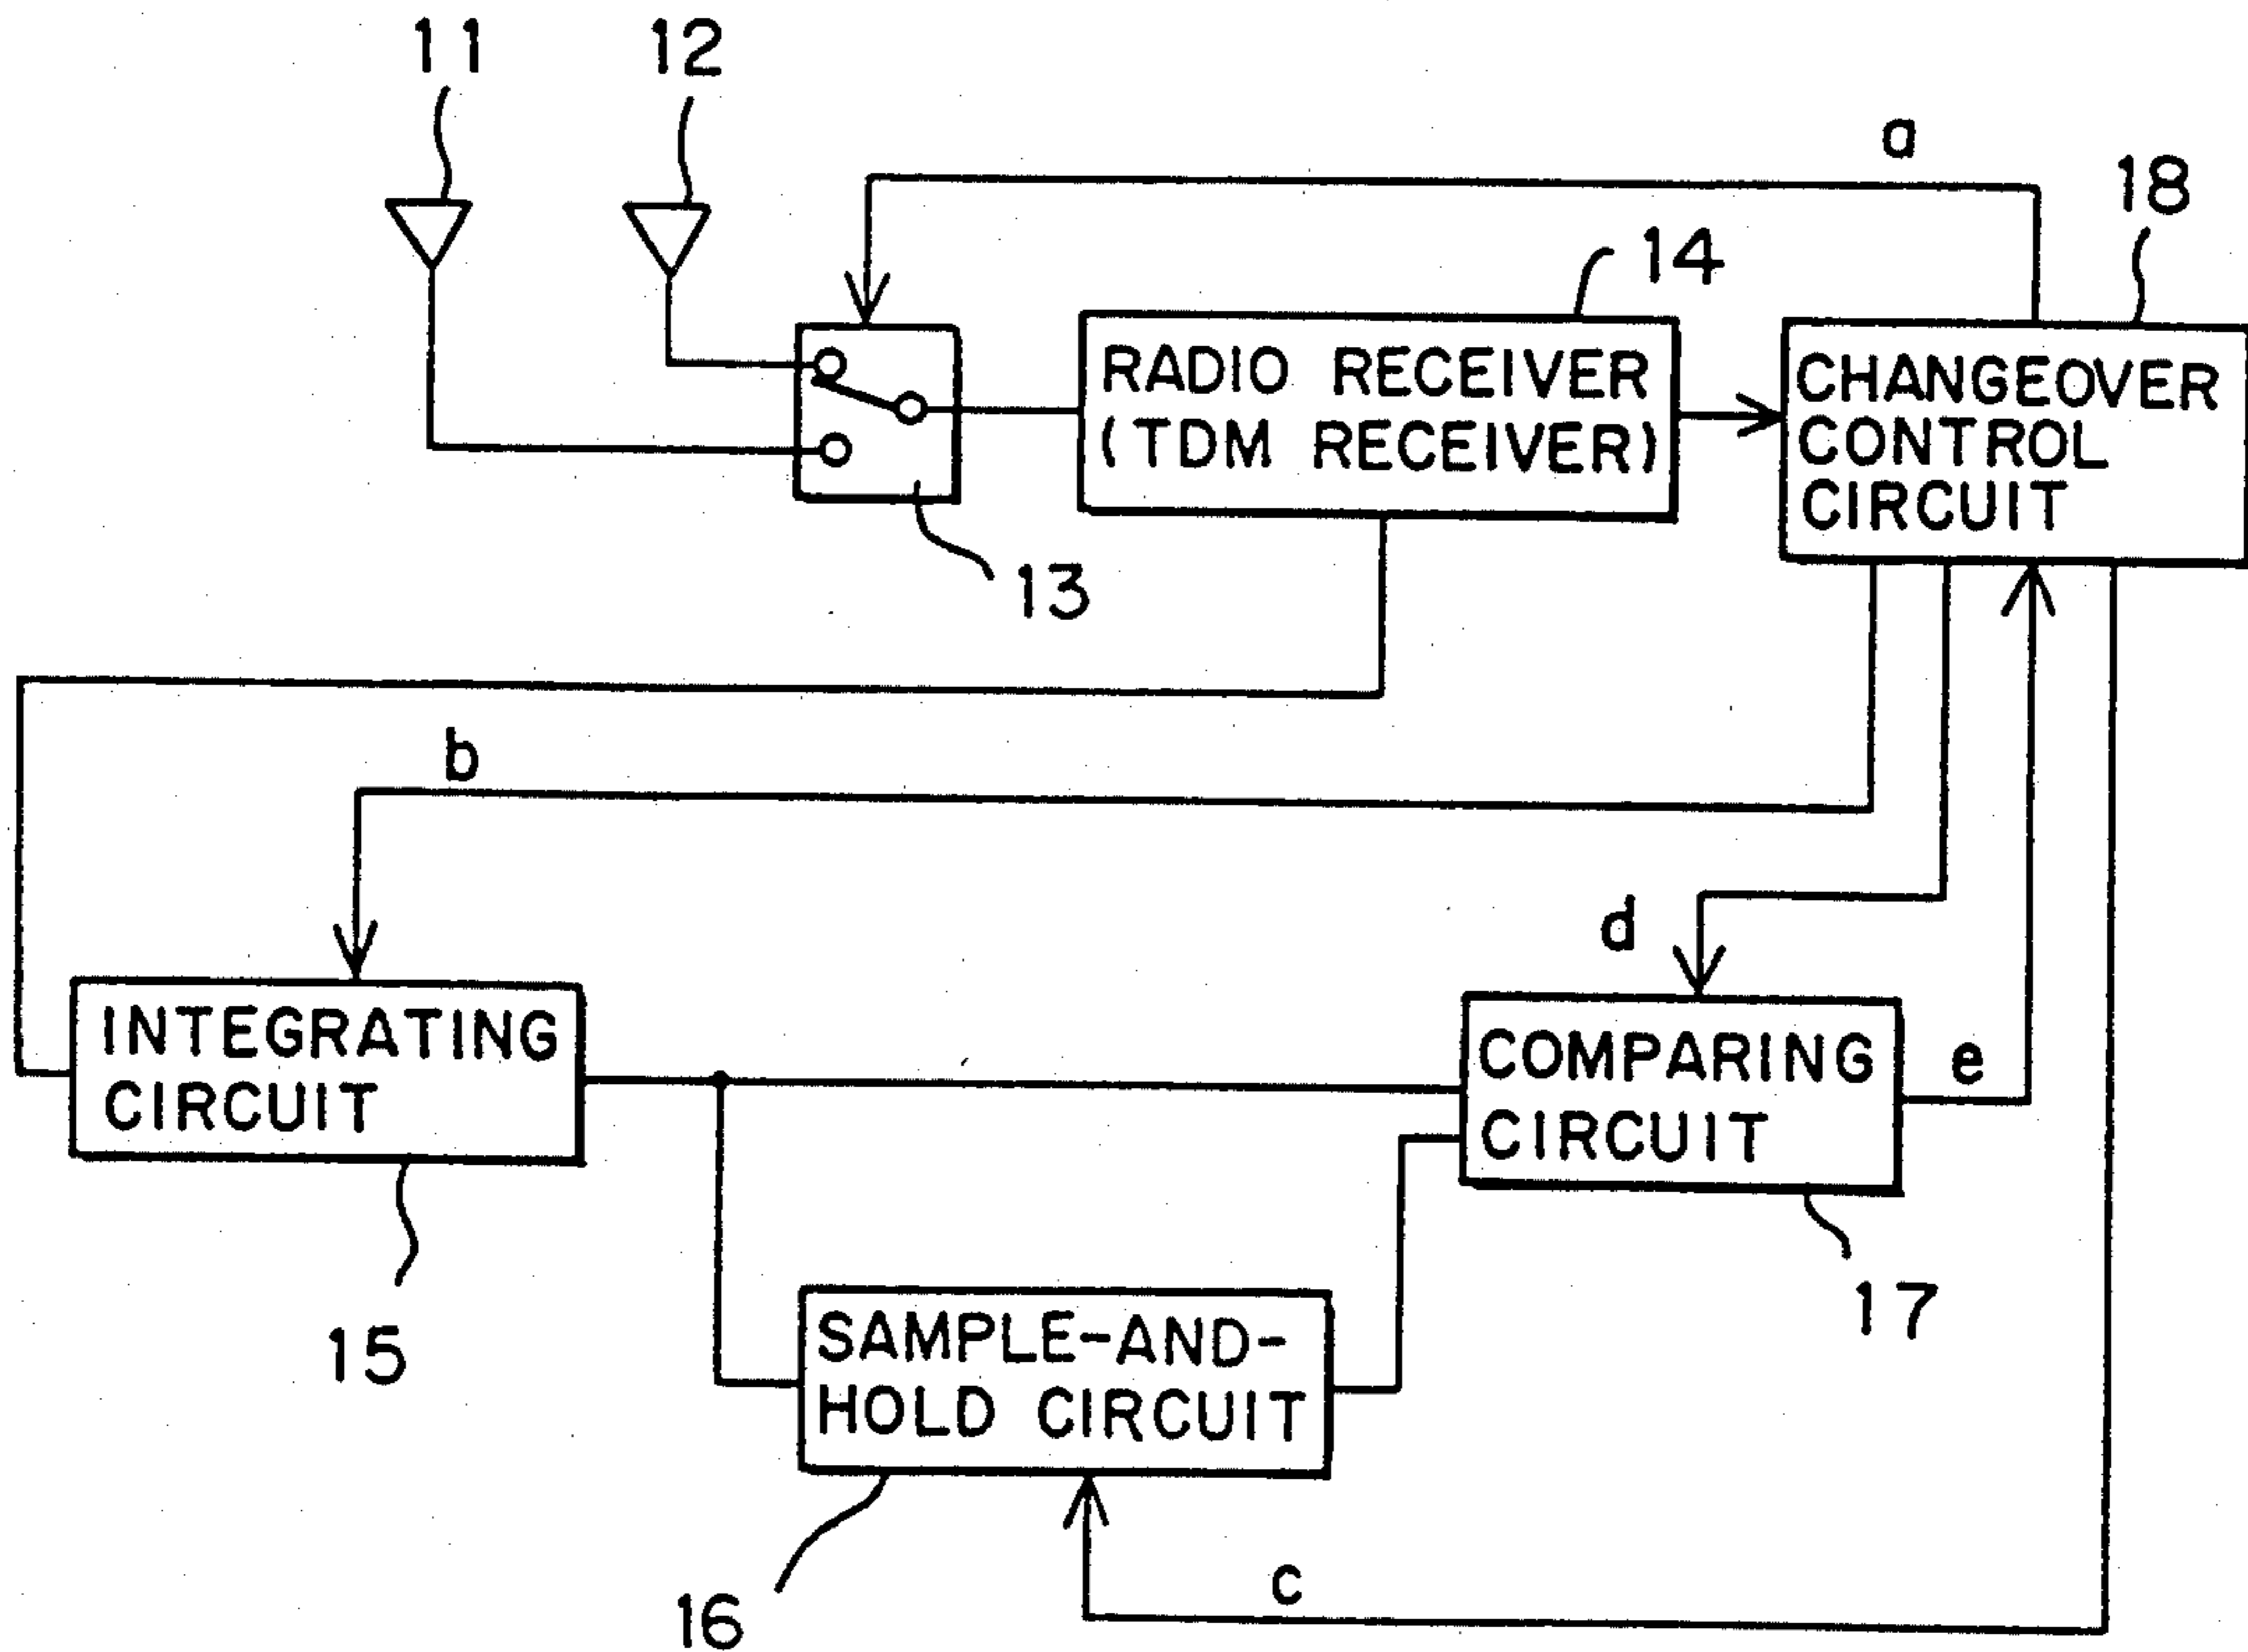 11
12
a
18
14
RADIO RECEIVER
(TDM RECEIVER)
CHANGEOVER
CONTROL
CIRCUIT
13
b
d
INTEGRATING
CIRCUIT
COMPARING
CIRCUIT
e
15
17
SAMPLE-AND-
HOLD CIRCUIT
16
c